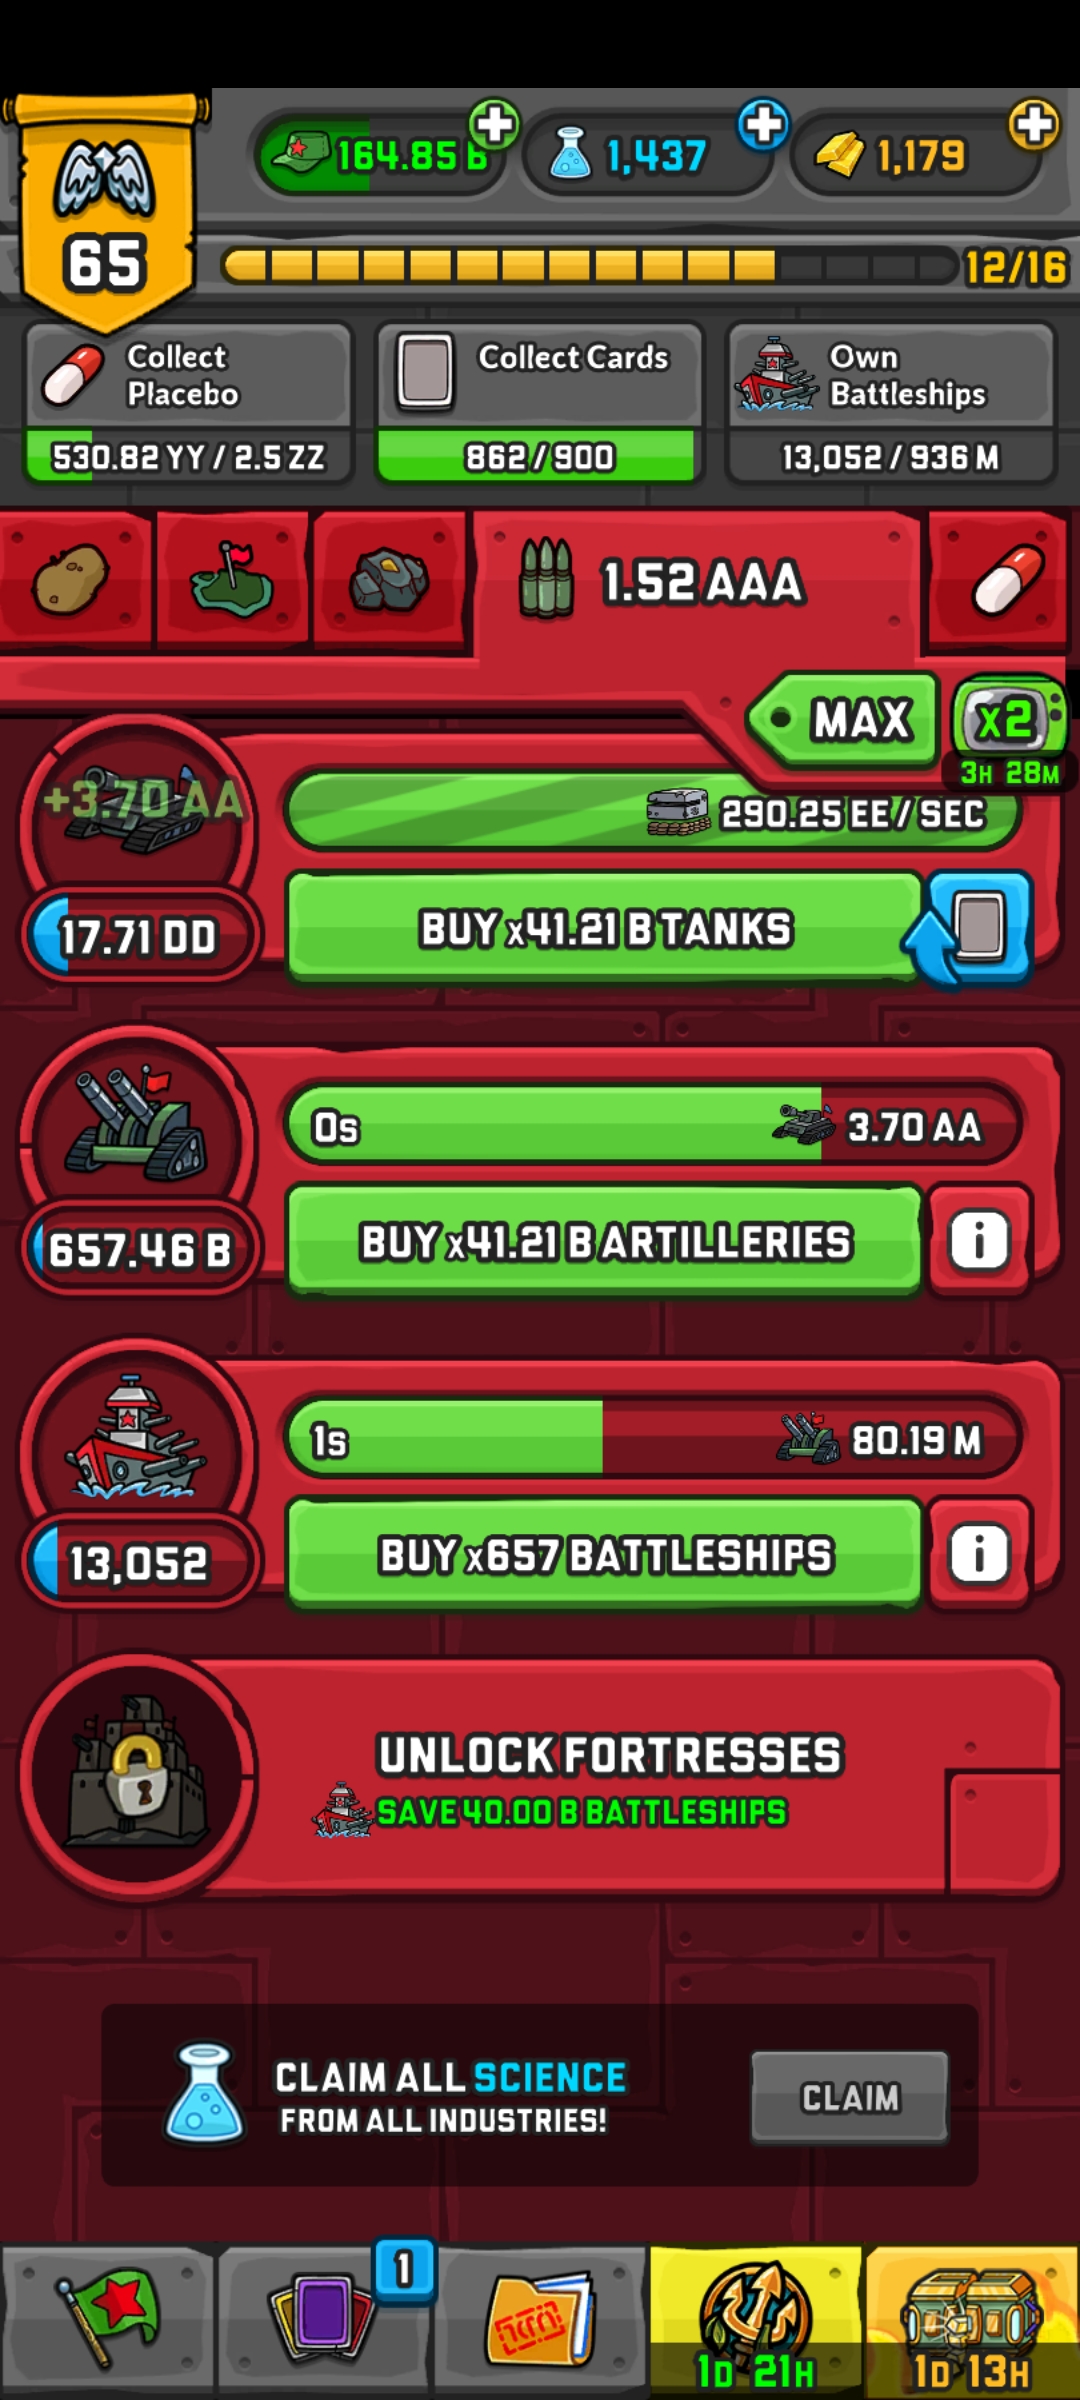 65
164.85 B
1,437
1,179
12/16
Collect
Placebo
530.82 YY / 2.5 ZZ
Collect Cards
862/900
Own
Battleships
13,052 / 936 M
1.52 AAA
MAX
x2
3H 28M
+3.70 AA
290.25 EE / SEC
17.71 DD
BUY x41.21 B TANKS
0s
3.70 AA
657.46 B
BUY x41.21 B ARTILLERIES
i
1s
80.19 M
13,052
BUY x657 BATTLESHIPS
i
UNLOCK FORTRESSES
SAVE 40.00 B BATTLESHIPS
CLAIM ALL SCIENCE
FROM ALL INDUSTRIES!
CLAIM
1
1D 21H
1D 13H